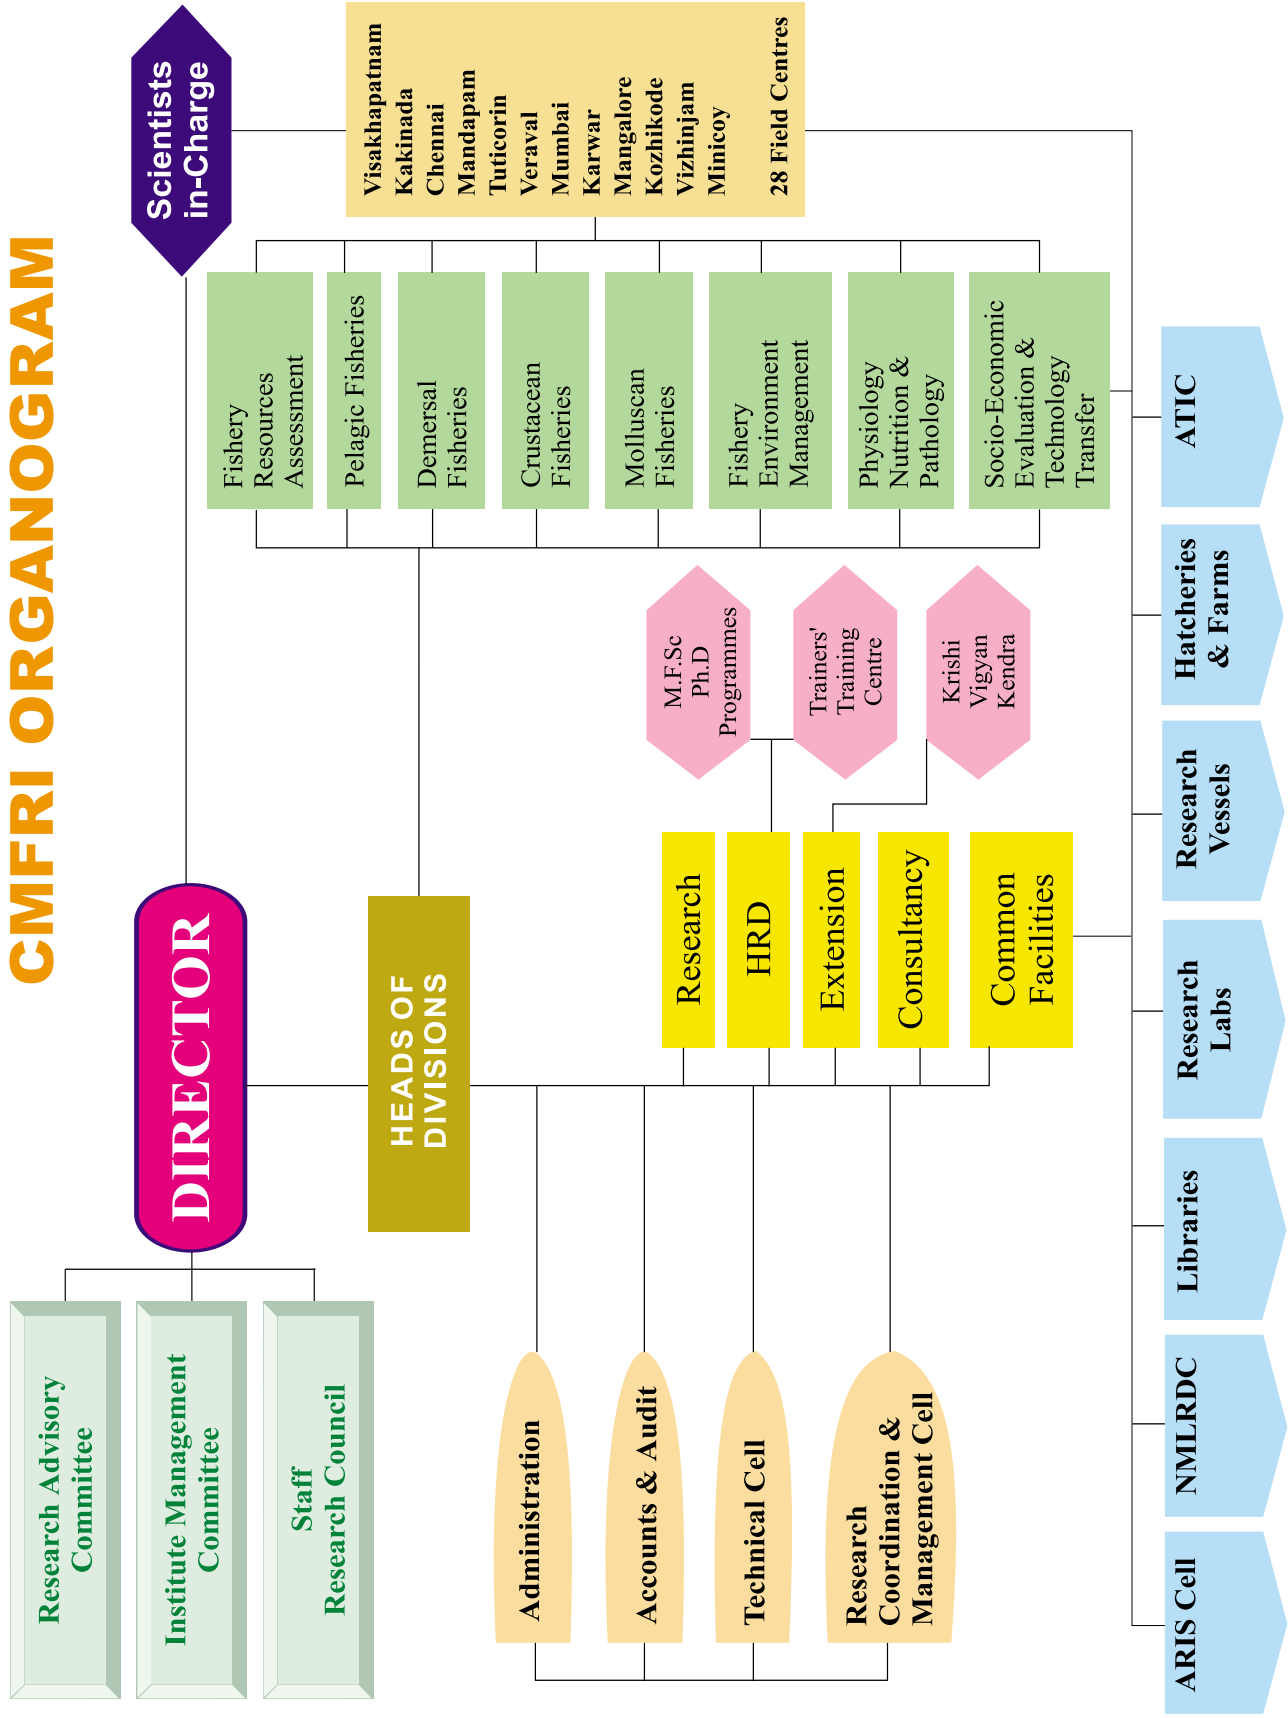 CMFRI ORGANOGRAM
Research Advisory
Committee
Institute Management
Committee
Staff
Research Council
DIRECTOR
Scientists
in-Charge
HEADS OF
DIVISIONS
Fishery
Resources
Assessment
Pelagic Fisheries
Demersal
Fisheries
Crustacean
Fisheries
Molluscan
Fisheries
Fishery
Environment
Management
Physiology
Nutrition &
Pathology
Socio-Economic
Evaluation &
Technology
Transfer
Visakhapatnam
Kakinada
Chennai
Mandapam
Tuticorin
Veraval
Mumbai
Karwar
Mangalore
Kozhikode
Vizhinjam
Minicoy
28 Field Centres
Administration
Accounts & Audit
Technical Cell
Research
Coordination &
Management Cell
Research
HRD
Extension
Consultancy
Common
Facilities
M.F.Sc
Ph.D
Programmes
Trainers'
Training
Centre
Krishi
Vigyan
Kendra
ARIS Cell
NMLRDC
Libraries
Research
Labs
Research
Vessels
Hatcheries
& Farms
ATIC